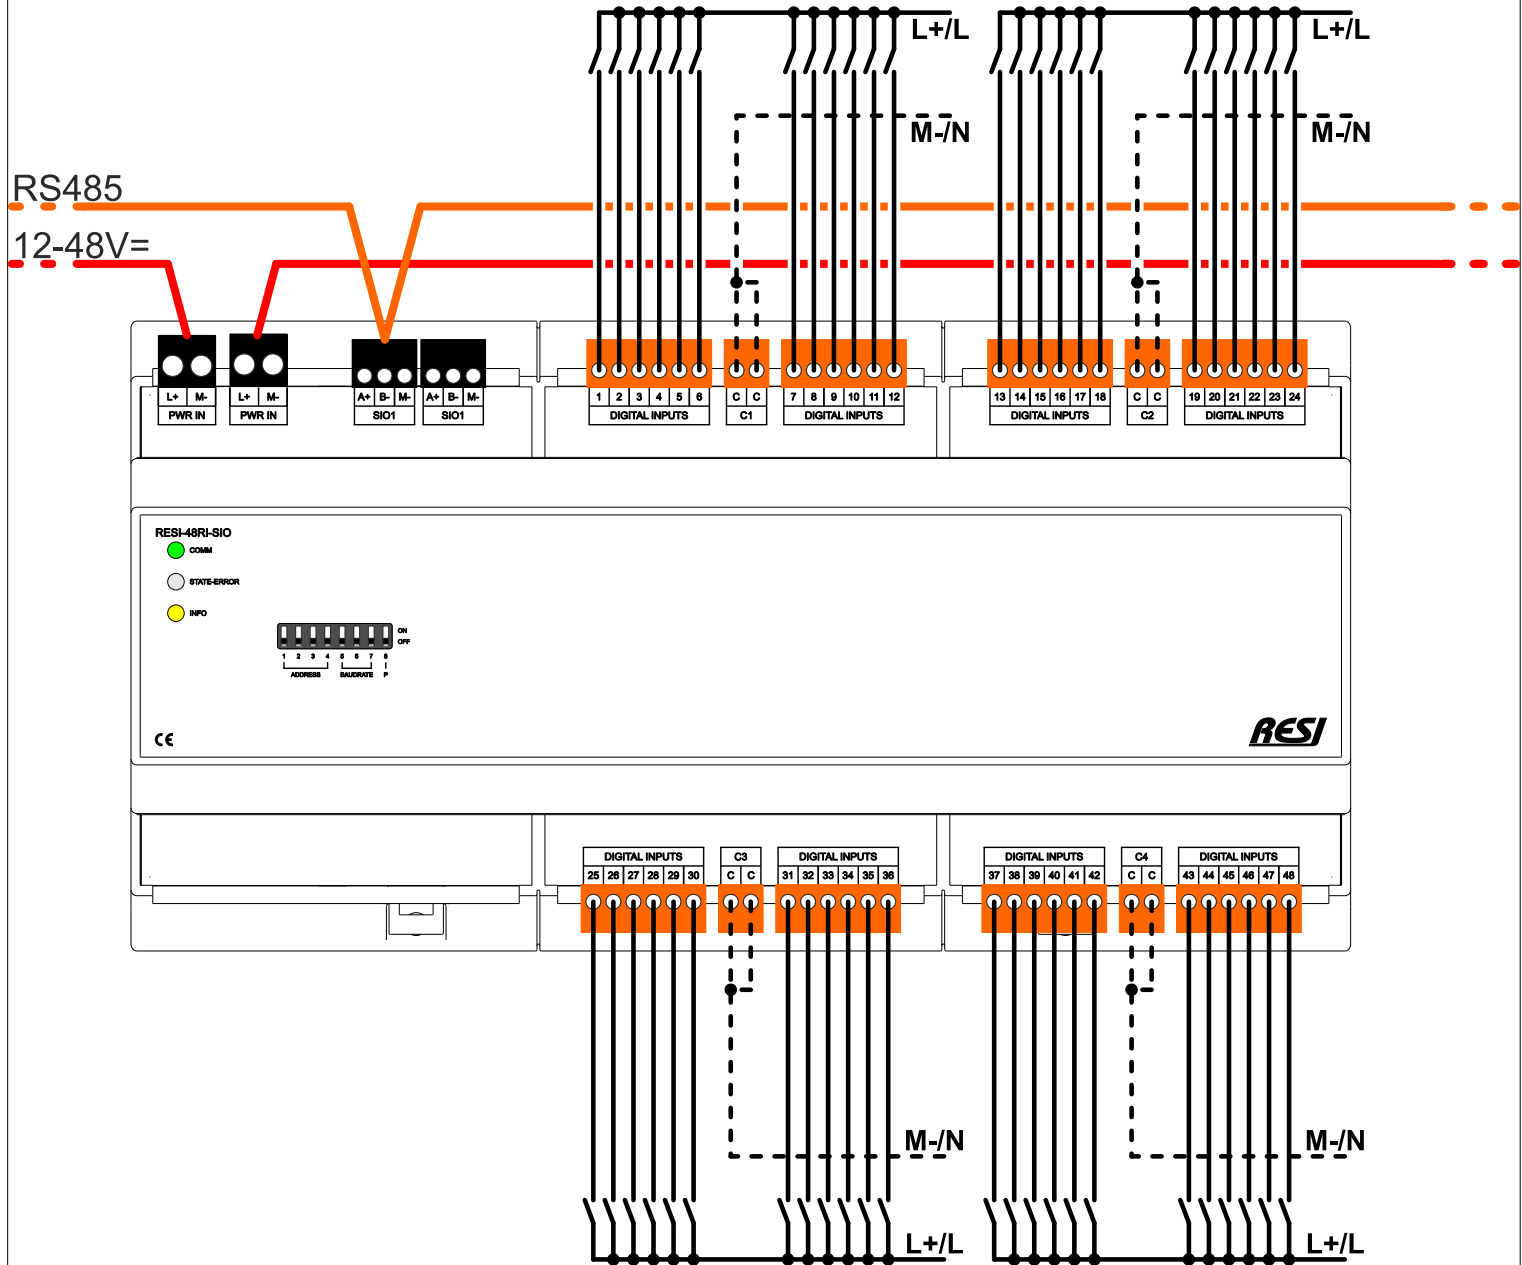 L+/L L+/L
M-/N M-/N
RS485
12-48V=
L+ M- L+ M- A+ B- M- A+ B- M- 1 2 3 4 5 6 C C 7 8 9 10 11 12 13 14 15 16 17 18 C C 19 20 21 22 23 24
PWR IN PWR IN SIO1 SIO1 DIGITAL INPUTS C1 DIGITAL INPUTS DIGITAL INPUTS C2 DIGITAL INPUTS
RESI-48RI-SIO
COMM
STATE-ERROR
INFO
ON
OFF
1 2 3 4 5 6 7 8
ADDRESS BAUDRATE P
CE
RESI
DIGITAL INPUTS C3 DIGITAL INPUTS DIGITAL INPUTS C4 DIGITAL INPUTS
25 26 27 28 29 30 C C 31 32 33 34 35 36 37 38 39 40 41 42 C C 43 44 45 46 47 48
M-/N M-/N
L+/L L+/L